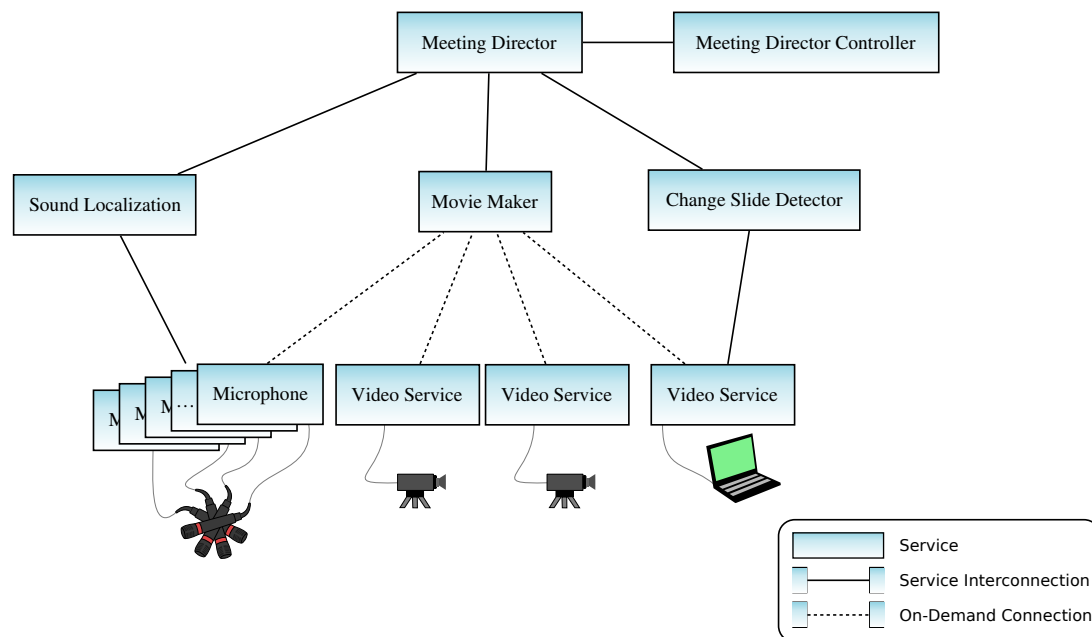 Meeting Director
Meeting Director Controller
Sound Localization
Movie Maker
Change Slide Detector
M
M
M
...
Microphone
Video Service
Video Service
Video Service
Service
Service Interconnection
On-Demand Connection